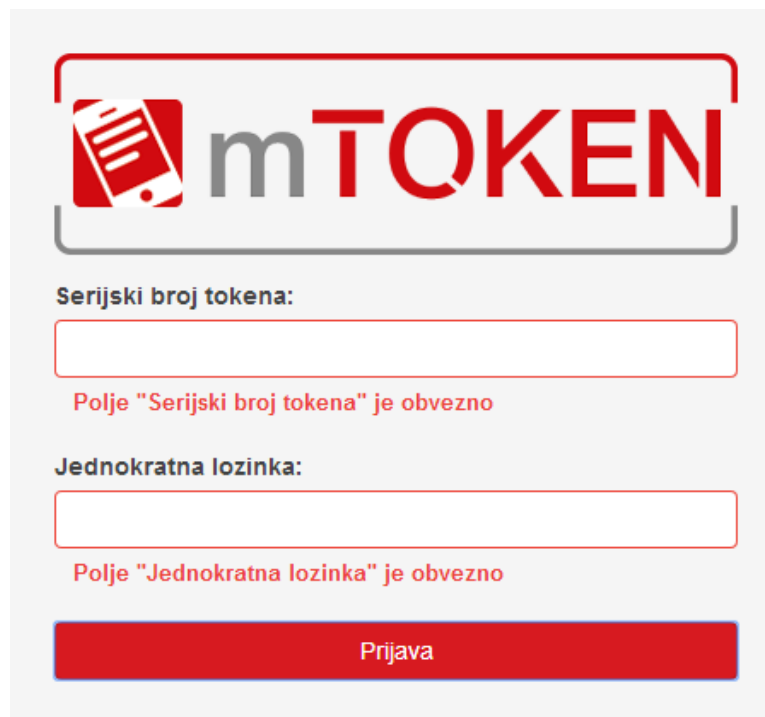 mTOKEN
Serijski broj tokena:
Polje "Serijski broj tokena" je obvezno
Jednokratna lozinka:
Polje "Jednokratna lozinka" je obvezno
Prijava